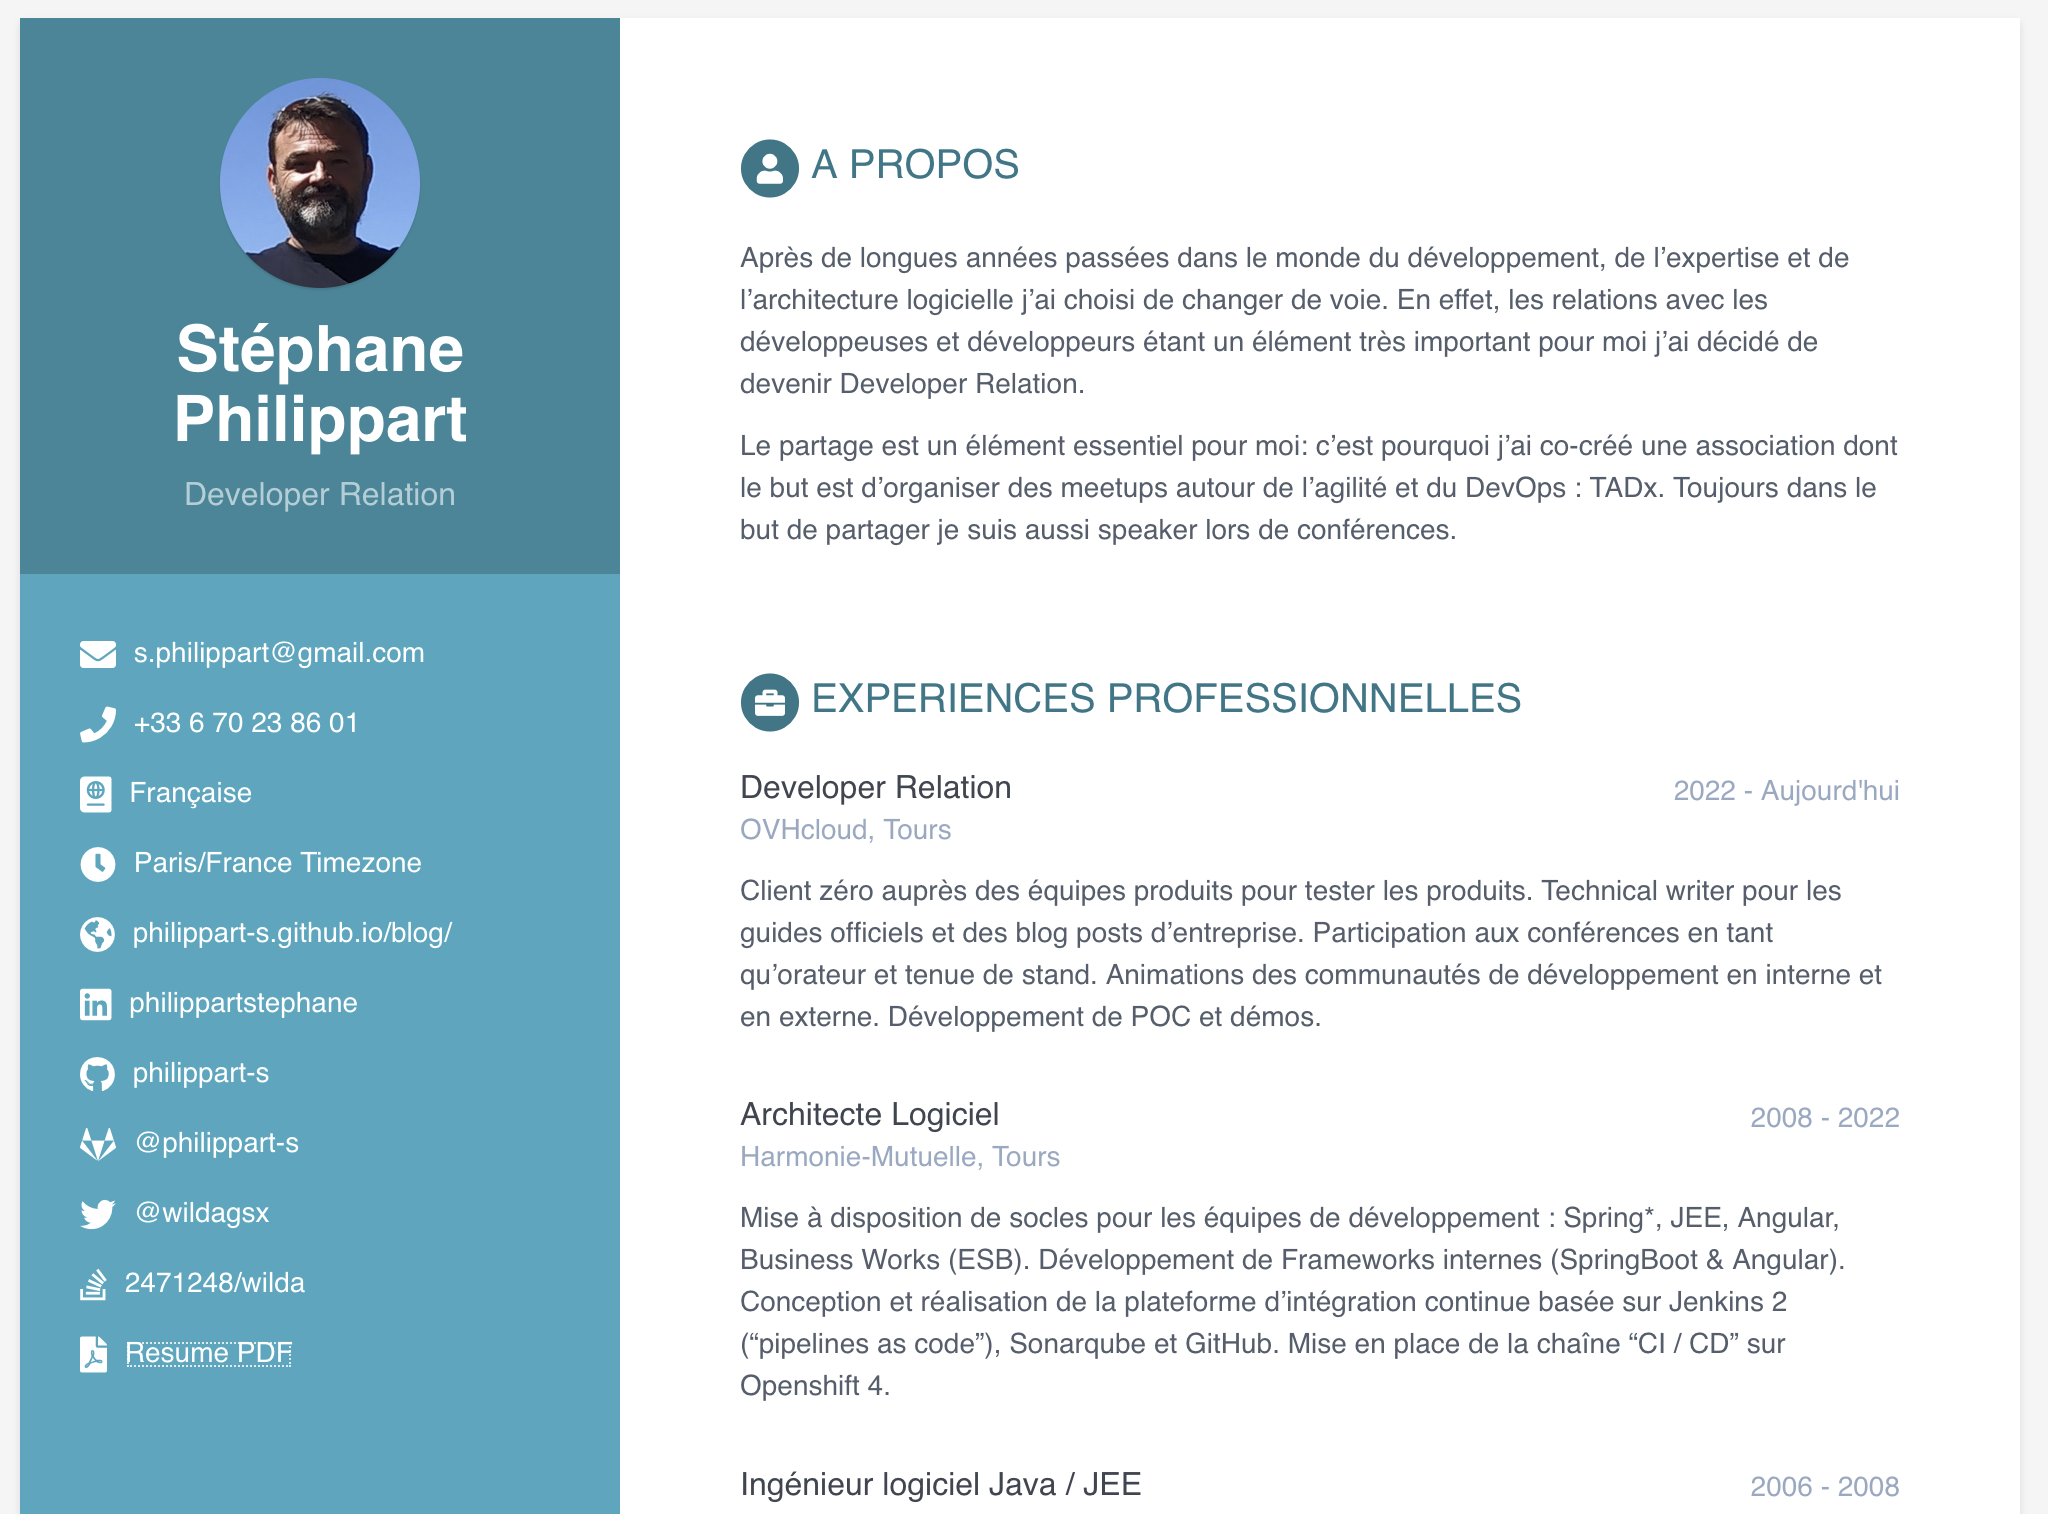 Stéphane
Philippart
Developer Relation
s.philippart@gmail.com
+33 6 70 23 86 01
Française
Paris/France Timezone
philippart-s.github.io/blog/
philippartstephane
philippart-s
@philippart-s
@wildagsx
2471248/wilda
Resume PDF
A PROPOS
Après de longues années passées dans le monde du développement, de l’expertise et de
l’architecture logicielle j’ai choisi de changer de voie. En effet, les relations avec les
développeuses et développeurs étant un élément très important pour moi j’ai décidé de
devenir Developer Relation.
Le partage est un élément essentiel pour moi: c’est pourquoi j’ai co-créé une association dont
le but est d’organiser des meetups autour de l’agilité et du DevOps : TADx. Toujours dans le
but de partager je suis aussi speaker lors de conférences.
EXPERIENCES PROFESSIONNELLES
Developer Relation
2022 - Aujourd'hui
OVHcloud, Tours
Client zéro auprès des équipes produits pour tester les produits. Technical writer pour les
guides officiels et des blog posts d’entreprise. Participation aux conférences en tant
qu’orateur et tenue de stand. Animations des communautés de développement en interne et
en externe. Développement de POC et démos.
Architecte Logiciel
2008 - 2022
Harmonie-Mutuelle, Tours
Mise à disposition de socles pour les équipes de développement : Spring*, JEE, Angular,
Business Works (ESB). Développement de Frameworks internes (SpringBoot & Angular).
Conception et réalisation de la plateforme d’intégration continue basée sur Jenkins 2
(“pipelines as code”), Sonarqube et GitHub. Mise en place de la chaîne “CI / CD” sur
Openshift 4.
Ingénieur logiciel Java / JEE
2006 - 2008